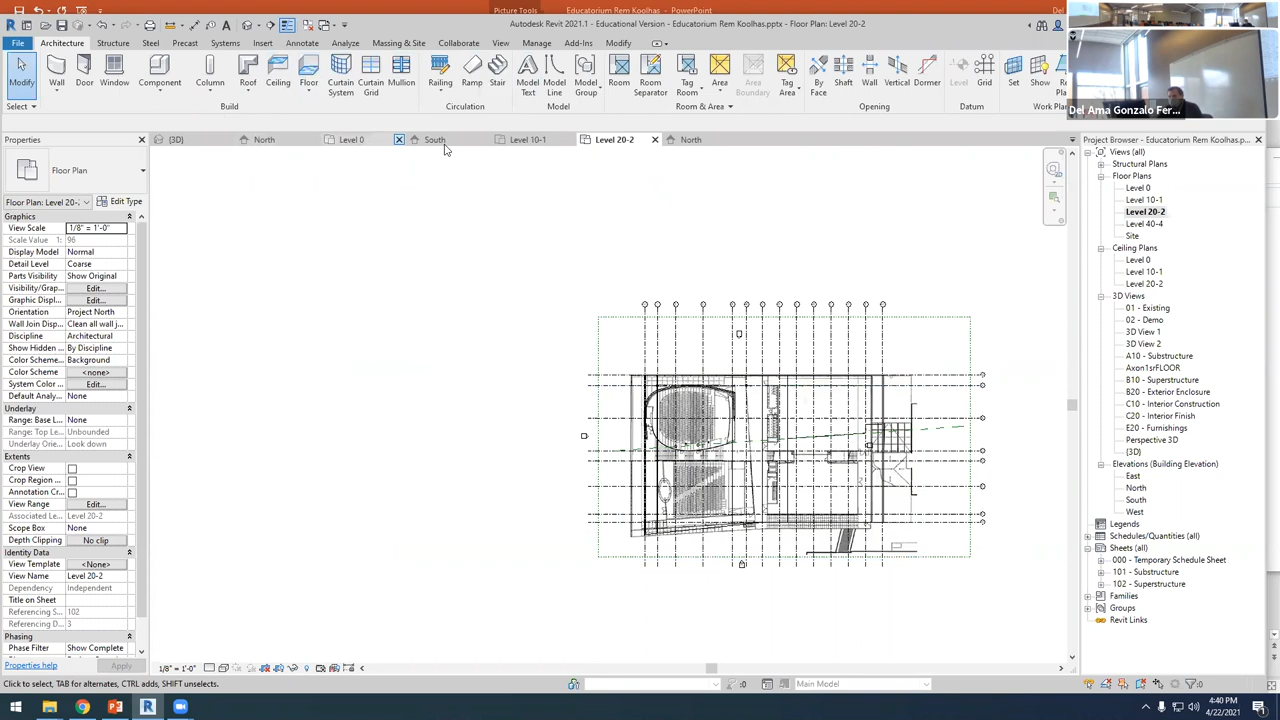 Picture Tools
Educatorium Rem Koolhas.pptx - PowerPoint
Autodesk Revit 2021.1 - Educational Version - Educatorium Rem Koolhas.pptx - Floor Plan: Level 20-2
File Architecture Structure Steel Precast Systems Insert Annotate Analyze Massing & Site Collaborate View Manage Add-Ins Modify
Modify Wall Door Window Component Column Roof Ceiling Floor Curtain System Curtain Grid Mullion Railing Ramp Stair Model Text Model Line Model Group Room Room Separator Tag Room Area Area Boundary Tag Area By Face Shaft Wall Vertical Dormer Level Grid Set Show
Select Build Circulation Model Room & Area Opening Datum Work Pl
Del Ama Gonzalo Fer...
Properties
{3D} North Level 0 South Level 10-1 Level 20-2 North
Project Browser - Educatorium Rem Koolhas.p...
Floor Plan
Floor Plan: Level 20- Edit Type
Graphics
View Scale 1/8" = 1'-0"
Scale Value 1: 96
Display Model Normal
Detail Level Coarse
Parts Visibility Show Original
Visibility/Grap... Edit...
Graphic Displ... Edit...
Orientation Project North
Wall Join Disp... Clean all wall j...
Discipline Architectural
Show Hidden ... By Discipline
Color Scheme... Background
Color Scheme <none>
System Color ... Edit...
Default Analy... None
Underlay
Range: Base L... None
Range: Top Le... Unbounded
Underlay Orie... Look down
Extents
Crop View
Crop Region ...
Annotation Cr...
View Range Edit...
Associated Le... Level 20-2
Scope Box None
Depth Clipping No clip
Identity Data
View Template <None>
View Name Level 20-2
Dependency Independent
Title on Sheet
Referencing S... 102
Referencing D... 3
Phasing
Phase Filter Show Complete
Properties help Apply
Views (all)
Structural Plans
Floor Plans
Level 0
Level 10-1
Level 20-2
Level 40-4
Site
Ceiling Plans
Level 0
Level 10-1
Level 20-2
3D Views
01 - Existing
02 - Demo
3D View 1
3D View 2
A10 - Substructure
Axon1srFLOOR
B10 - Superstructure
B20 - Exterior Enclosure
C10 - Interior Construction
C20 - Interior Finish
E20 - Furnishings
Perspective 3D
{3D}
Elevations (Building Elevation)
East
North
South
West
Legends
Schedules/Quantities (all)
Sheets (all)
000 - Temporary Schedule Sheet
101 - Substructure
102 - Superstructure
Families
Groups
Revit Links
1/8" = 1'-0"
Click to select, TAB for alternates, CTRL adds, SHIFT unselects. :0 Main Model :0
4:40 PM
4/22/2021